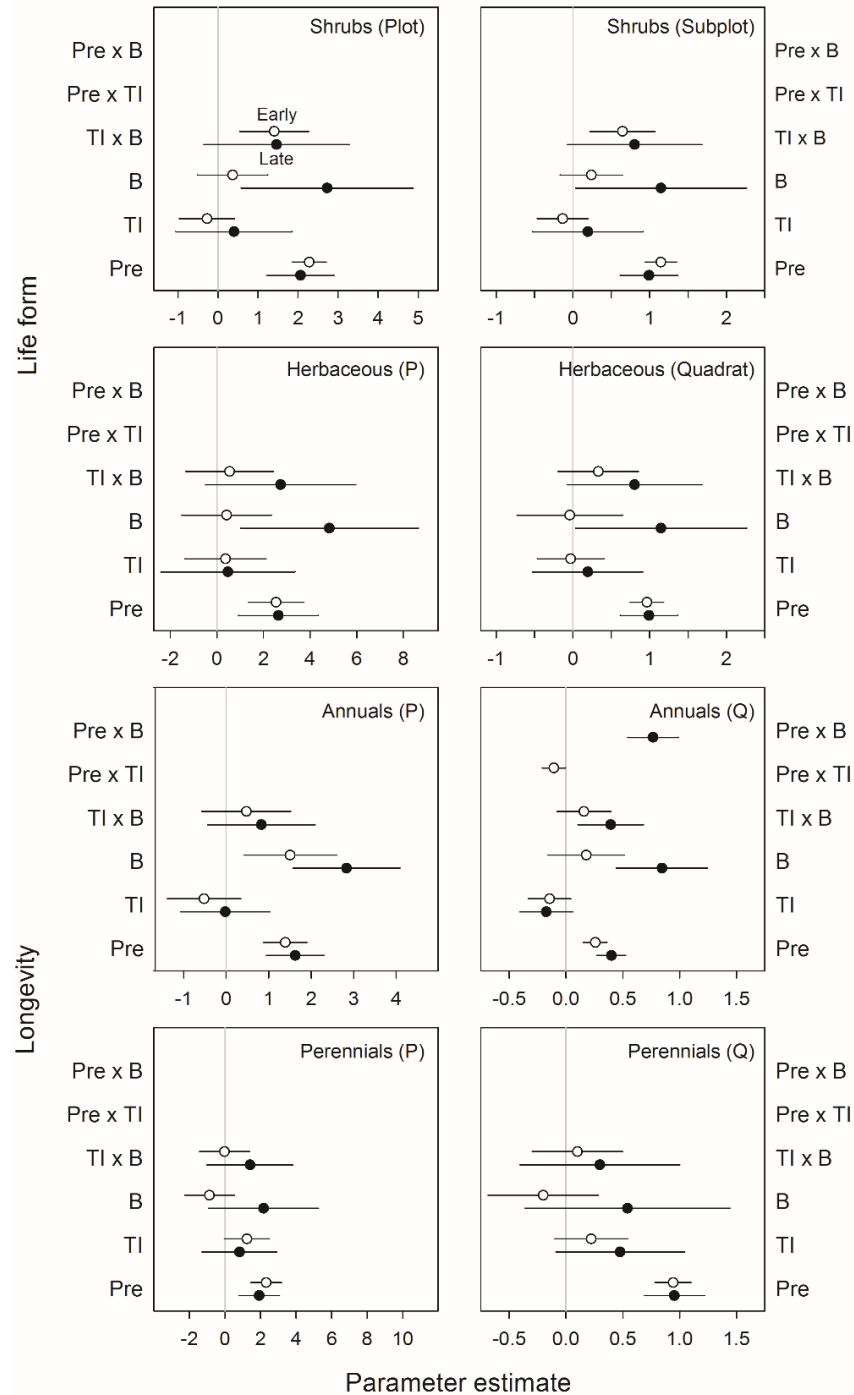 Shrubs (Plot)
Shrubs (Subplot)
Pre x B
Pre x B
Pre x TI
Pre x TI
Early
TI x B
TI x B
Late
B
B
TI
TI
Pre
Pre
-1 0 1 2 3 4 5
-1 0 1 2
Life form
Herbaceous (P)
Herbaceous (Quadrat)
Pre x B
Pre x B
Pre x TI
Pre x TI
TI x B
TI x B
B
B
TI
TI
Pre
Pre
-2 0 2 4 6 8
-1 0 1 2
Annuals (P)
Annuals (Q)
Pre x B
Pre x B
Pre x TI
Pre x TI
TI x B
TI x B
B
B
TI
TI
Pre
Pre
-1 0 1 2 3 4
-0.5 0.0 0.5 1.0 1.5
Longevity
Perennials (P)
Perennials (Q)
Pre x B
Pre x B
Pre x TI
Pre x TI
TI x B
TI x B
B
B
TI
TI
Pre
Pre
-2 0 2 4 6 8 10
-0.5 0.0 0.5 1.0 1.5
Parameter estimate